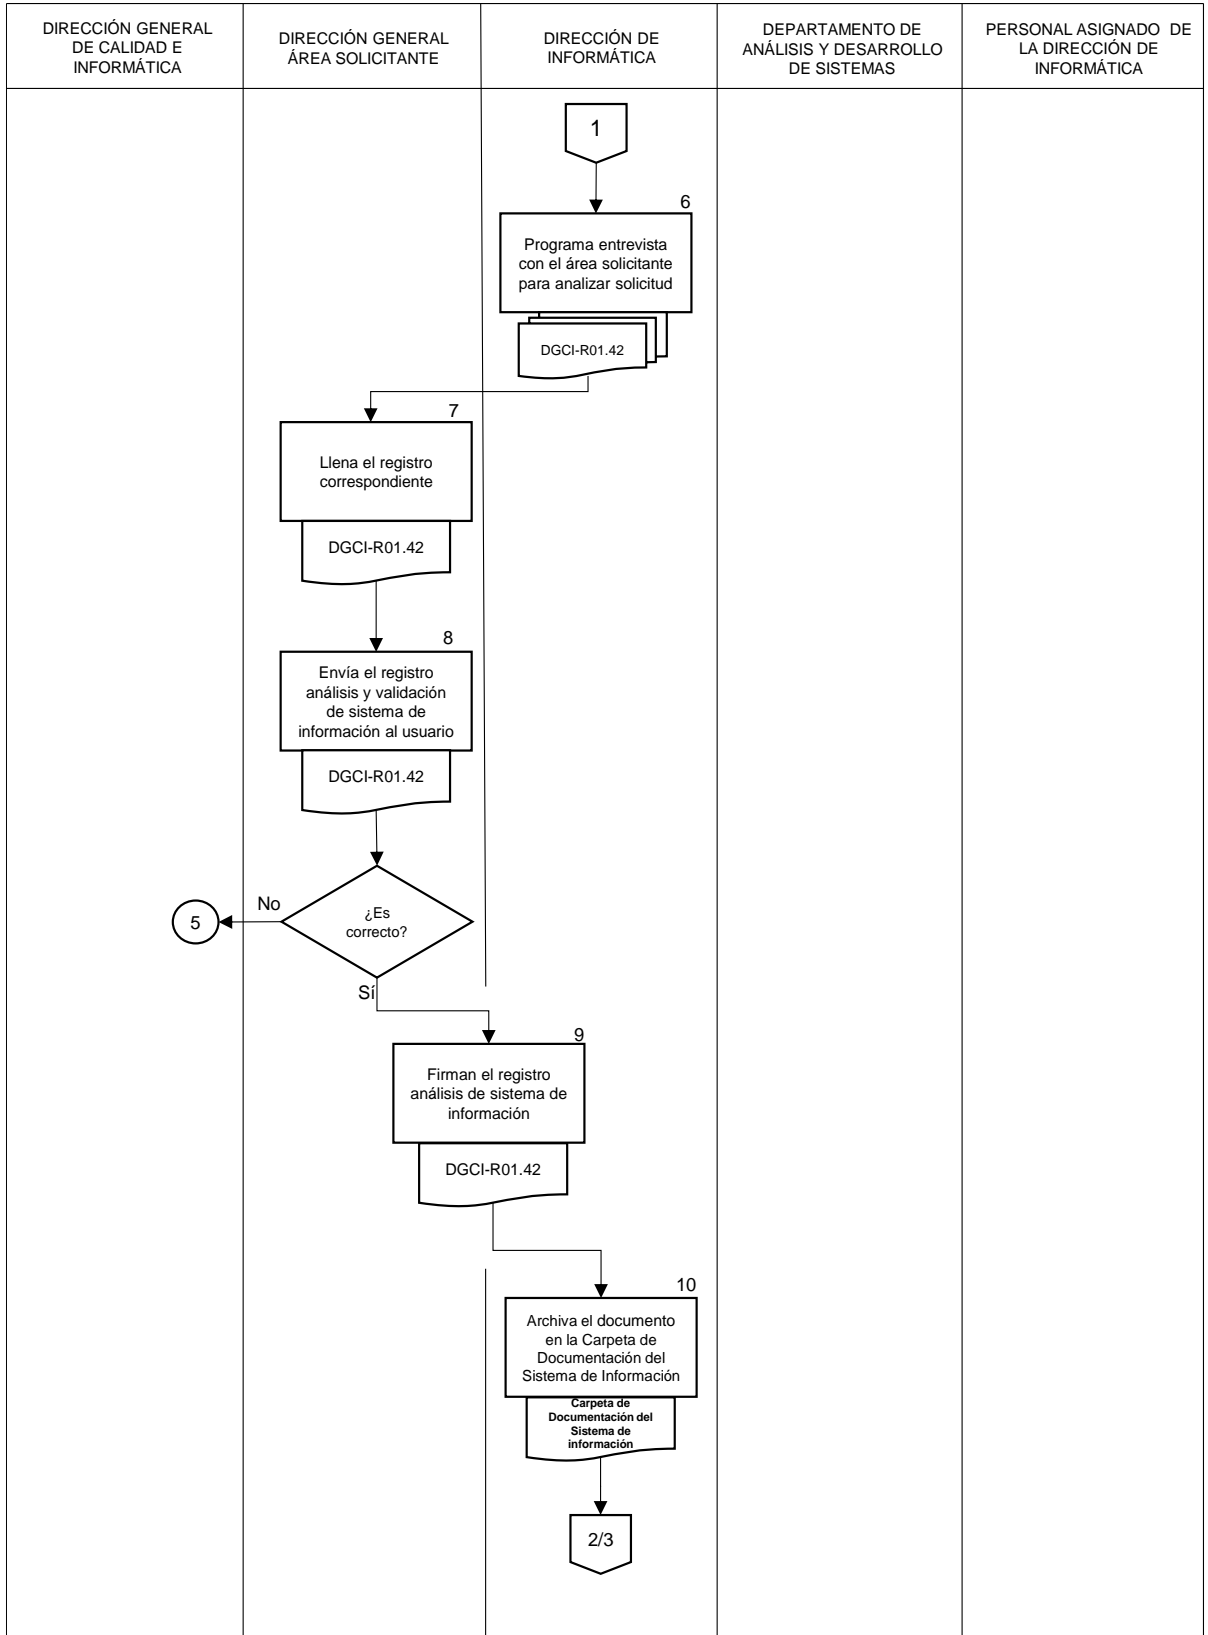 DIRECCIÓN GENERAL
DE CALIDAD E
INFORMÁTICA
DIRECCIÓN GENERAL
ÁREA SOLICITANTE
DIRECCIÓN DE
INFORMÁTICA
DEPARTAMENTO DE
ANÁLISIS Y DESARROLLO
DE SISTEMAS
PERSONAL ASIGNADO DE
LA DIRECCIÓN DE
INFORMÁTICA
1
6
Programa entrevista
con el área solicitante
para analizar solicitud
DGCI-R01.42
7
Llena el registro
correspondiente
DGCI-R01.42
8
Envía el registro
análisis y validación
de sistema de
información al usuario
DGCI-R01.42
¿Es
correcto?
No
5
Sí
9
Firman el registro
análisis de sistema de
información
DGCI-R01.42
10
Archiva el documento
en la Carpeta de
Documentación del
Sistema de Información
Carpeta de
Documentación del
Sistema de
información
2/3